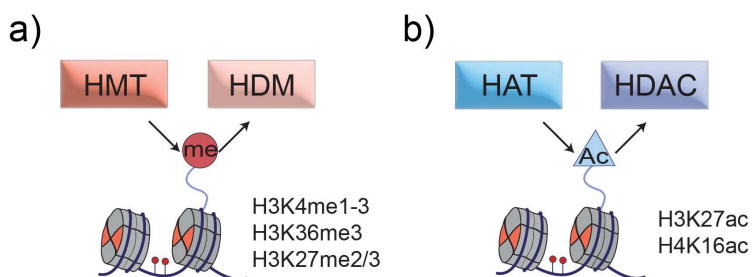 a)
HMT
HDM
me
H3K4me1-3
H3K36me3
H3K27me2/3
b)
HAT
HDAC
Ac
H3K27ac
H4K16ac